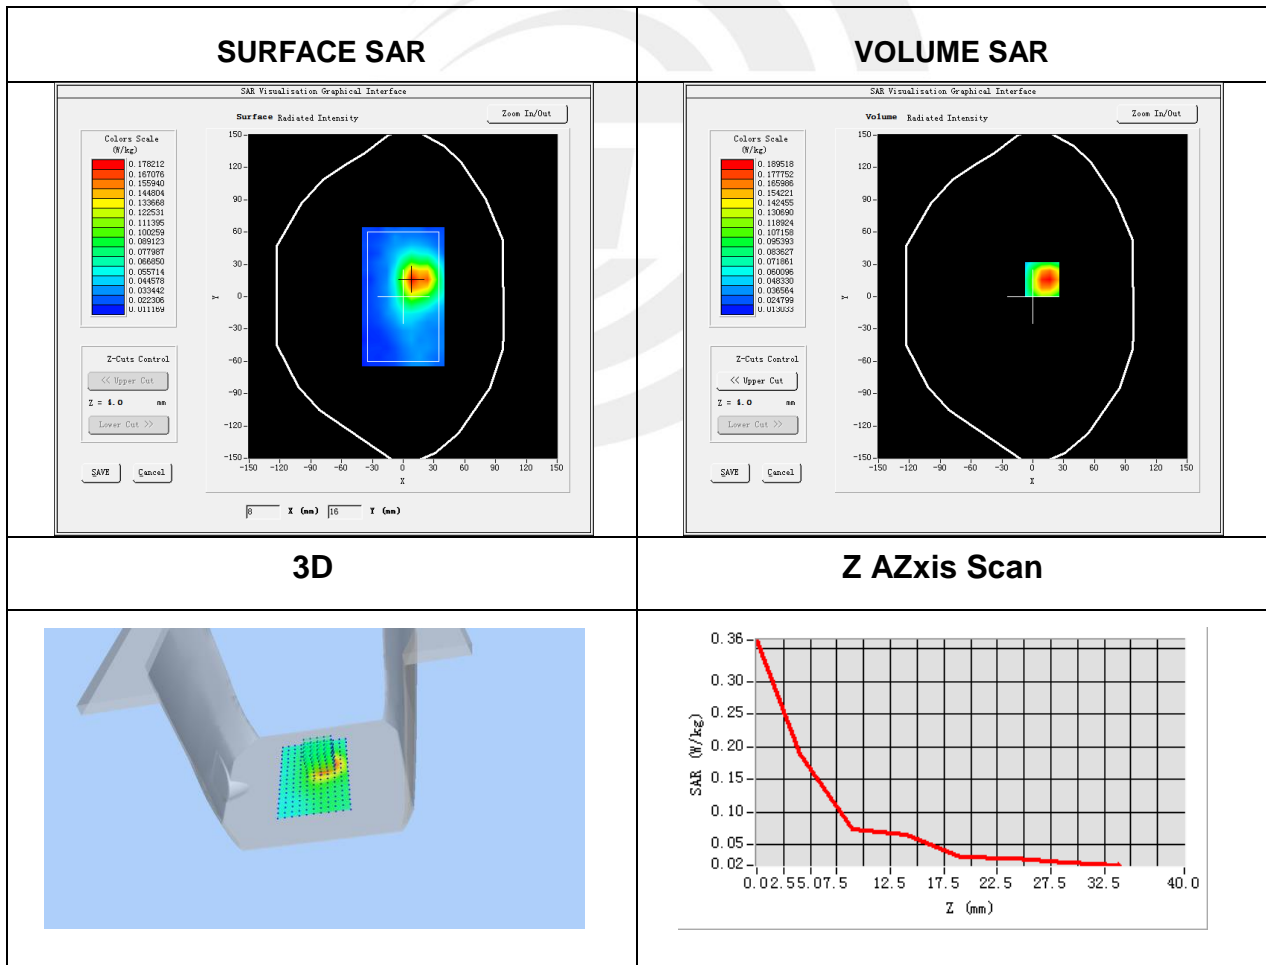 SURFACE SAR
VOLUME SAR
SAR Visualisation Graphical Interface
Surface Radiated Intensity
Zoom In/Out
Colors Scale
(W/kg)
0.178212
0.167076
0.155940
0.144804
0.133668
0.122531
0.111395
0.100259
0.089123
0.077987
0.066850
0.055714
0.044578
0.033442
0.022306
0.011169
Z-Cuts Control
<< Upper Cut
Z = 4.0 mm
Lower Cut >>
SAVE Cancel
150
120
90
60
30
0
-30
-60
-90
-120
-150
Y
-150 -120 -90 -60 -30 0 30 60 90 120 150
X
8 X (mm) 16 Y (mm)
SAR Visualisation Graphical Interface
Volume Radiated Intensity
Zoom In/Out
Colors Scale
(W/kg)
0.189518
0.177752
0.165986
0.154221
0.142455
0.130690
0.118924
0.107158
0.095393
0.083627
0.071861
0.060096
0.048330
0.036564
0.024799
0.013033
Z-Cuts Control
<< Upper Cut
Z = 4.0 mm
Lower Cut >>
SAVE Cancel
150
120
90
60
30
0
-30
-60
-90
-120
-150
Y
-150 -120 -90 -60 -30 0 30 60 90 120 150
X
3D
Z AZxis Scan
0.36
0.30
0.25
0.20
0.15
0.10
0.05
0.02
SAR (W/kg)
0.0 2.5 5.0 7.5 12.5 17.5 22.5 27.5 32.5 40.0
Z (mm)